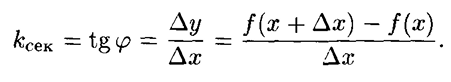 k_сек = tg φ = Δy/Δx = (f(x + Δx) − f(x))/Δx.